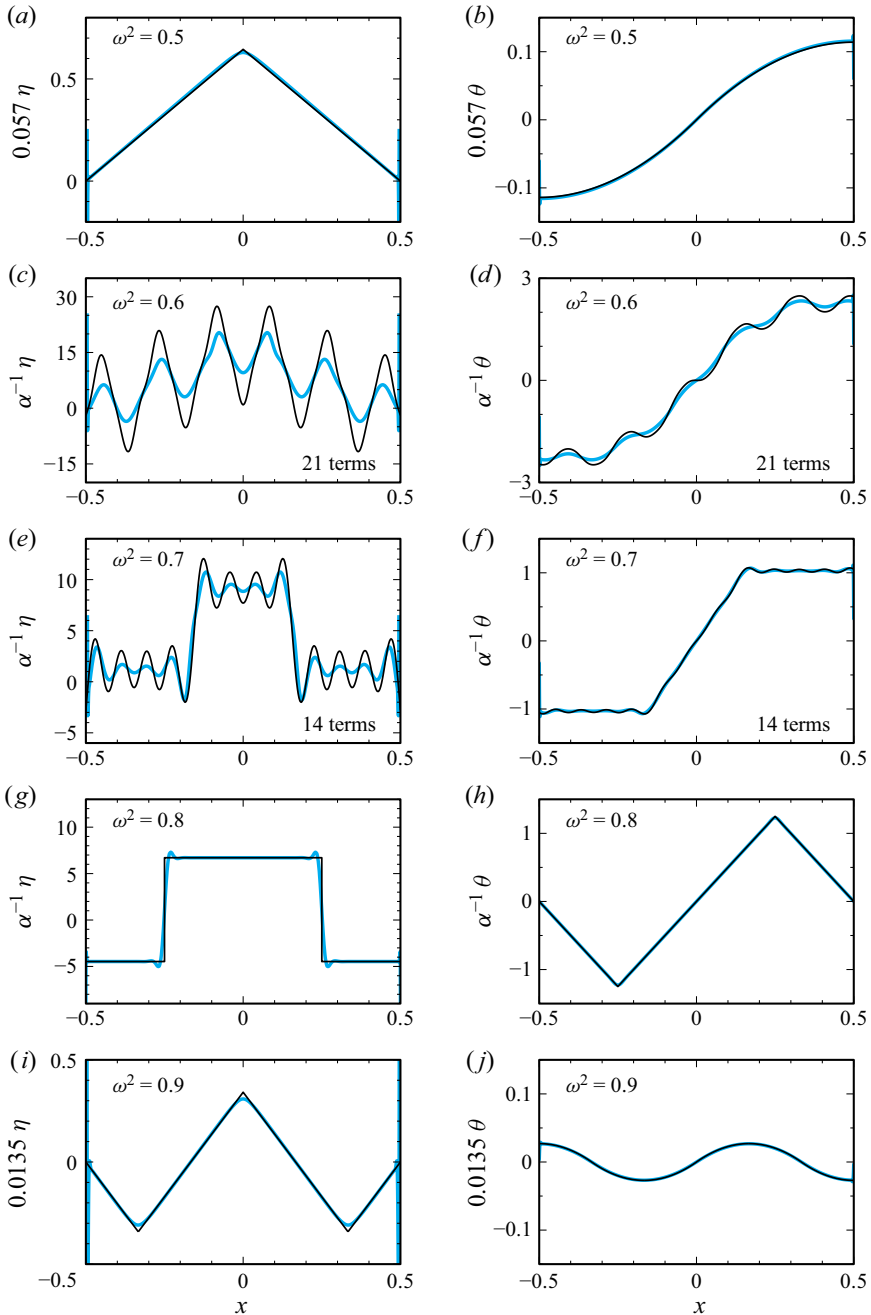 (a)
ω² = 0.5
0.057 η
0.5
0
−0.5
0
0.5
(b)
ω² = 0.5
0.057 θ
0.1
0
−0.1
−0.5
0
0.5
(c)
ω² = 0.6
α⁻¹ η
30
15
0
−15
21 terms
−0.5
0
0.5
(d)
ω² = 0.6
α⁻¹ θ
3
0
−3
21 terms
−0.5
0
0.5
(e)
ω² = 0.7
α⁻¹ η
10
5
0
−5
14 terms
−0.5
0
0.5
(f)
ω² = 0.7
α⁻¹ θ
1
0
−1
14 terms
−0.5
0
0.5
(g)
ω² = 0.8
α⁻¹ η
10
5
0
−5
−0.5
0
0.5
(h)
ω² = 0.8
α⁻¹ θ
1
0
−1
−0.5
0
0.5
(i)
ω² = 0.9
0.0135 η
0.5
0
−0.5
−0.5
0
0.5
x
(j)
ω² = 0.9
0.0135 θ
0.1
0
−0.1
−0.5
0
0.5
x